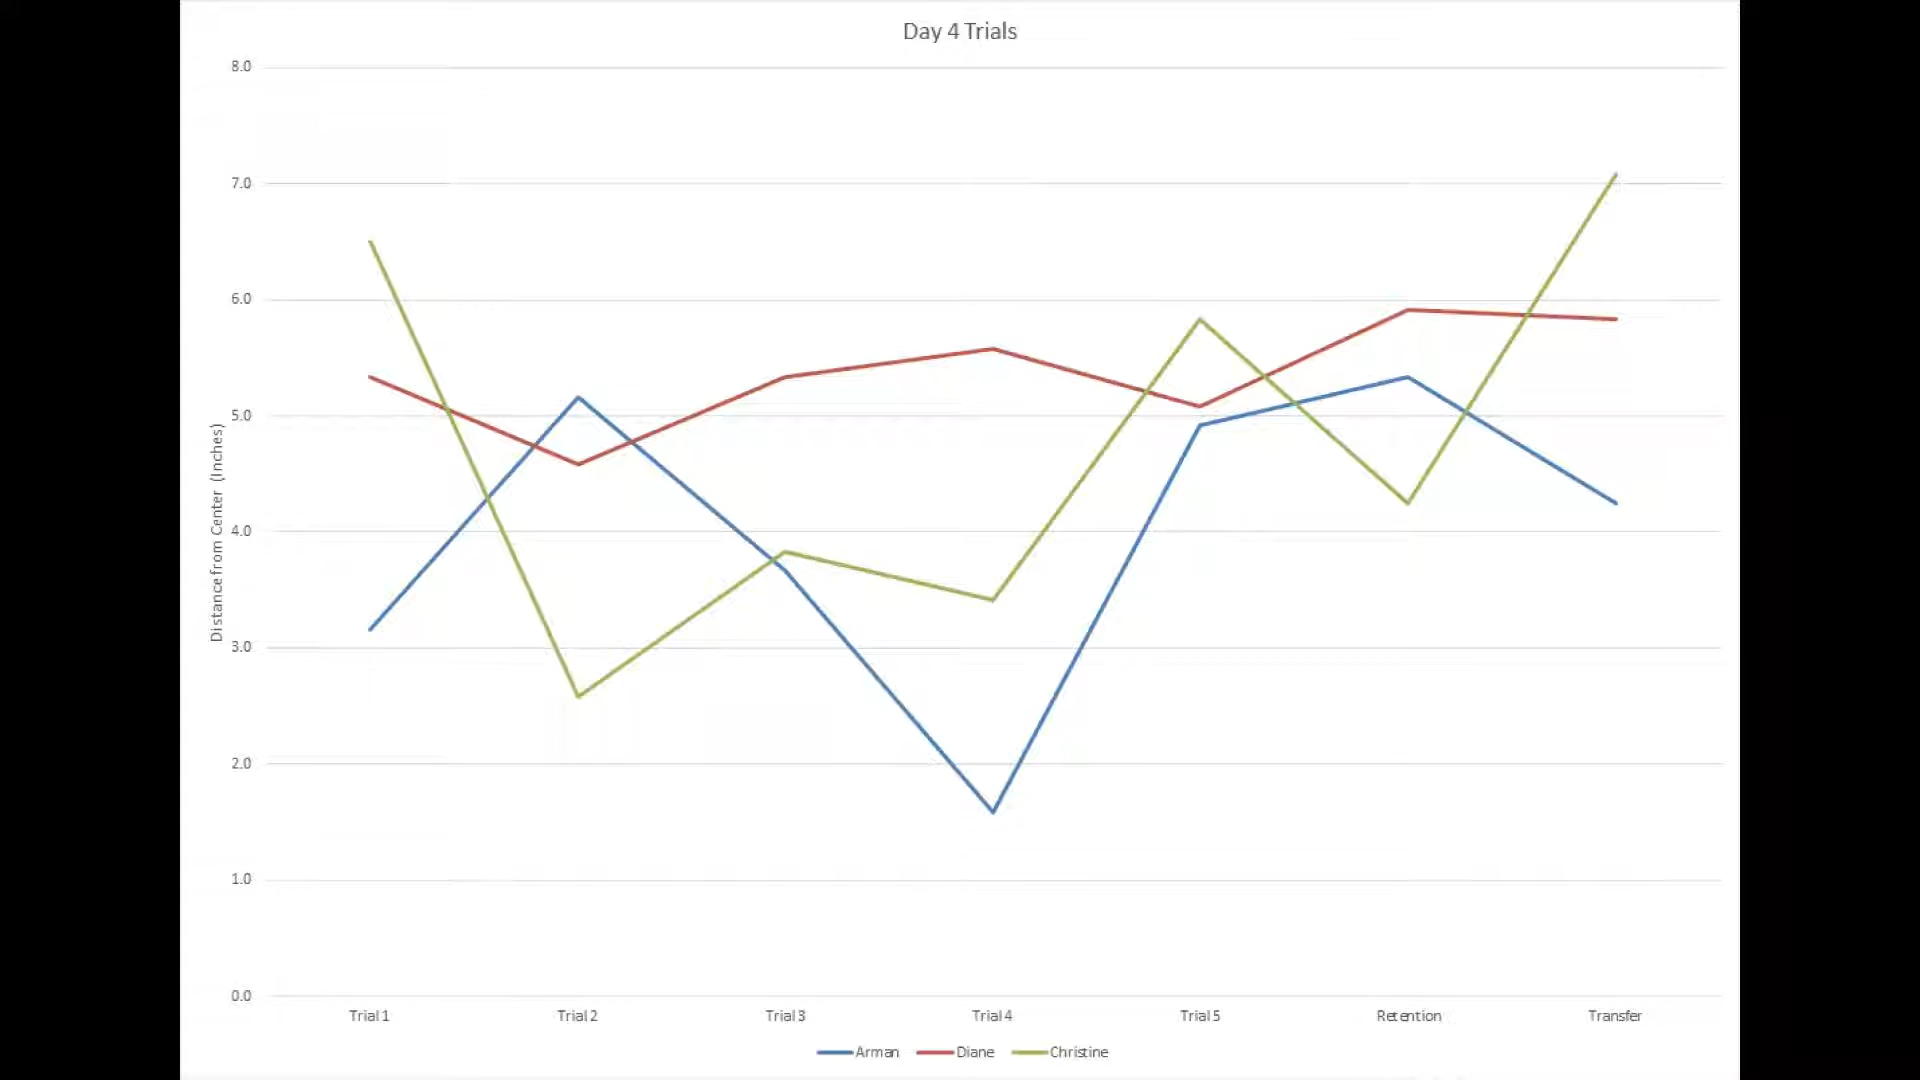 Day 4 Trials
8.0
7.0
6.0
5.0
4.0
3.0
2.0
1.0
0.0
Distance from Center (Inches)
Trial 1 Trial 2 Trial 3 Trial 4 Trial 5 Retention Transfer
Arman Diane Christine